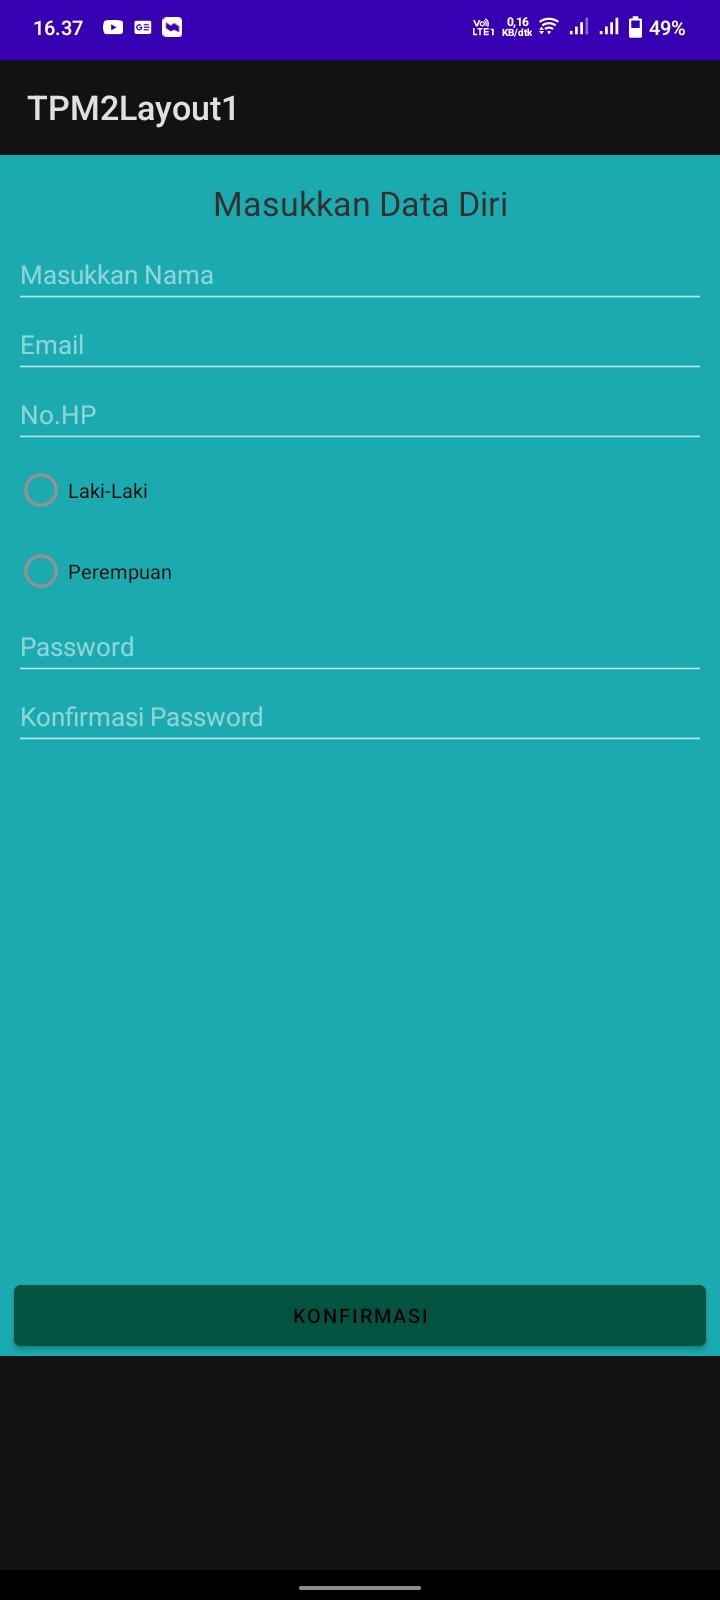 16.37 GE Vo) LTE1 0,16 KB/dtk 49%
TPM2Layout1
Masukkan Data Diri
Masukkan Nama
Email
No.HP
Laki-Laki
Perempuan
Password
Konfirmasi Password
KONFIRMASI